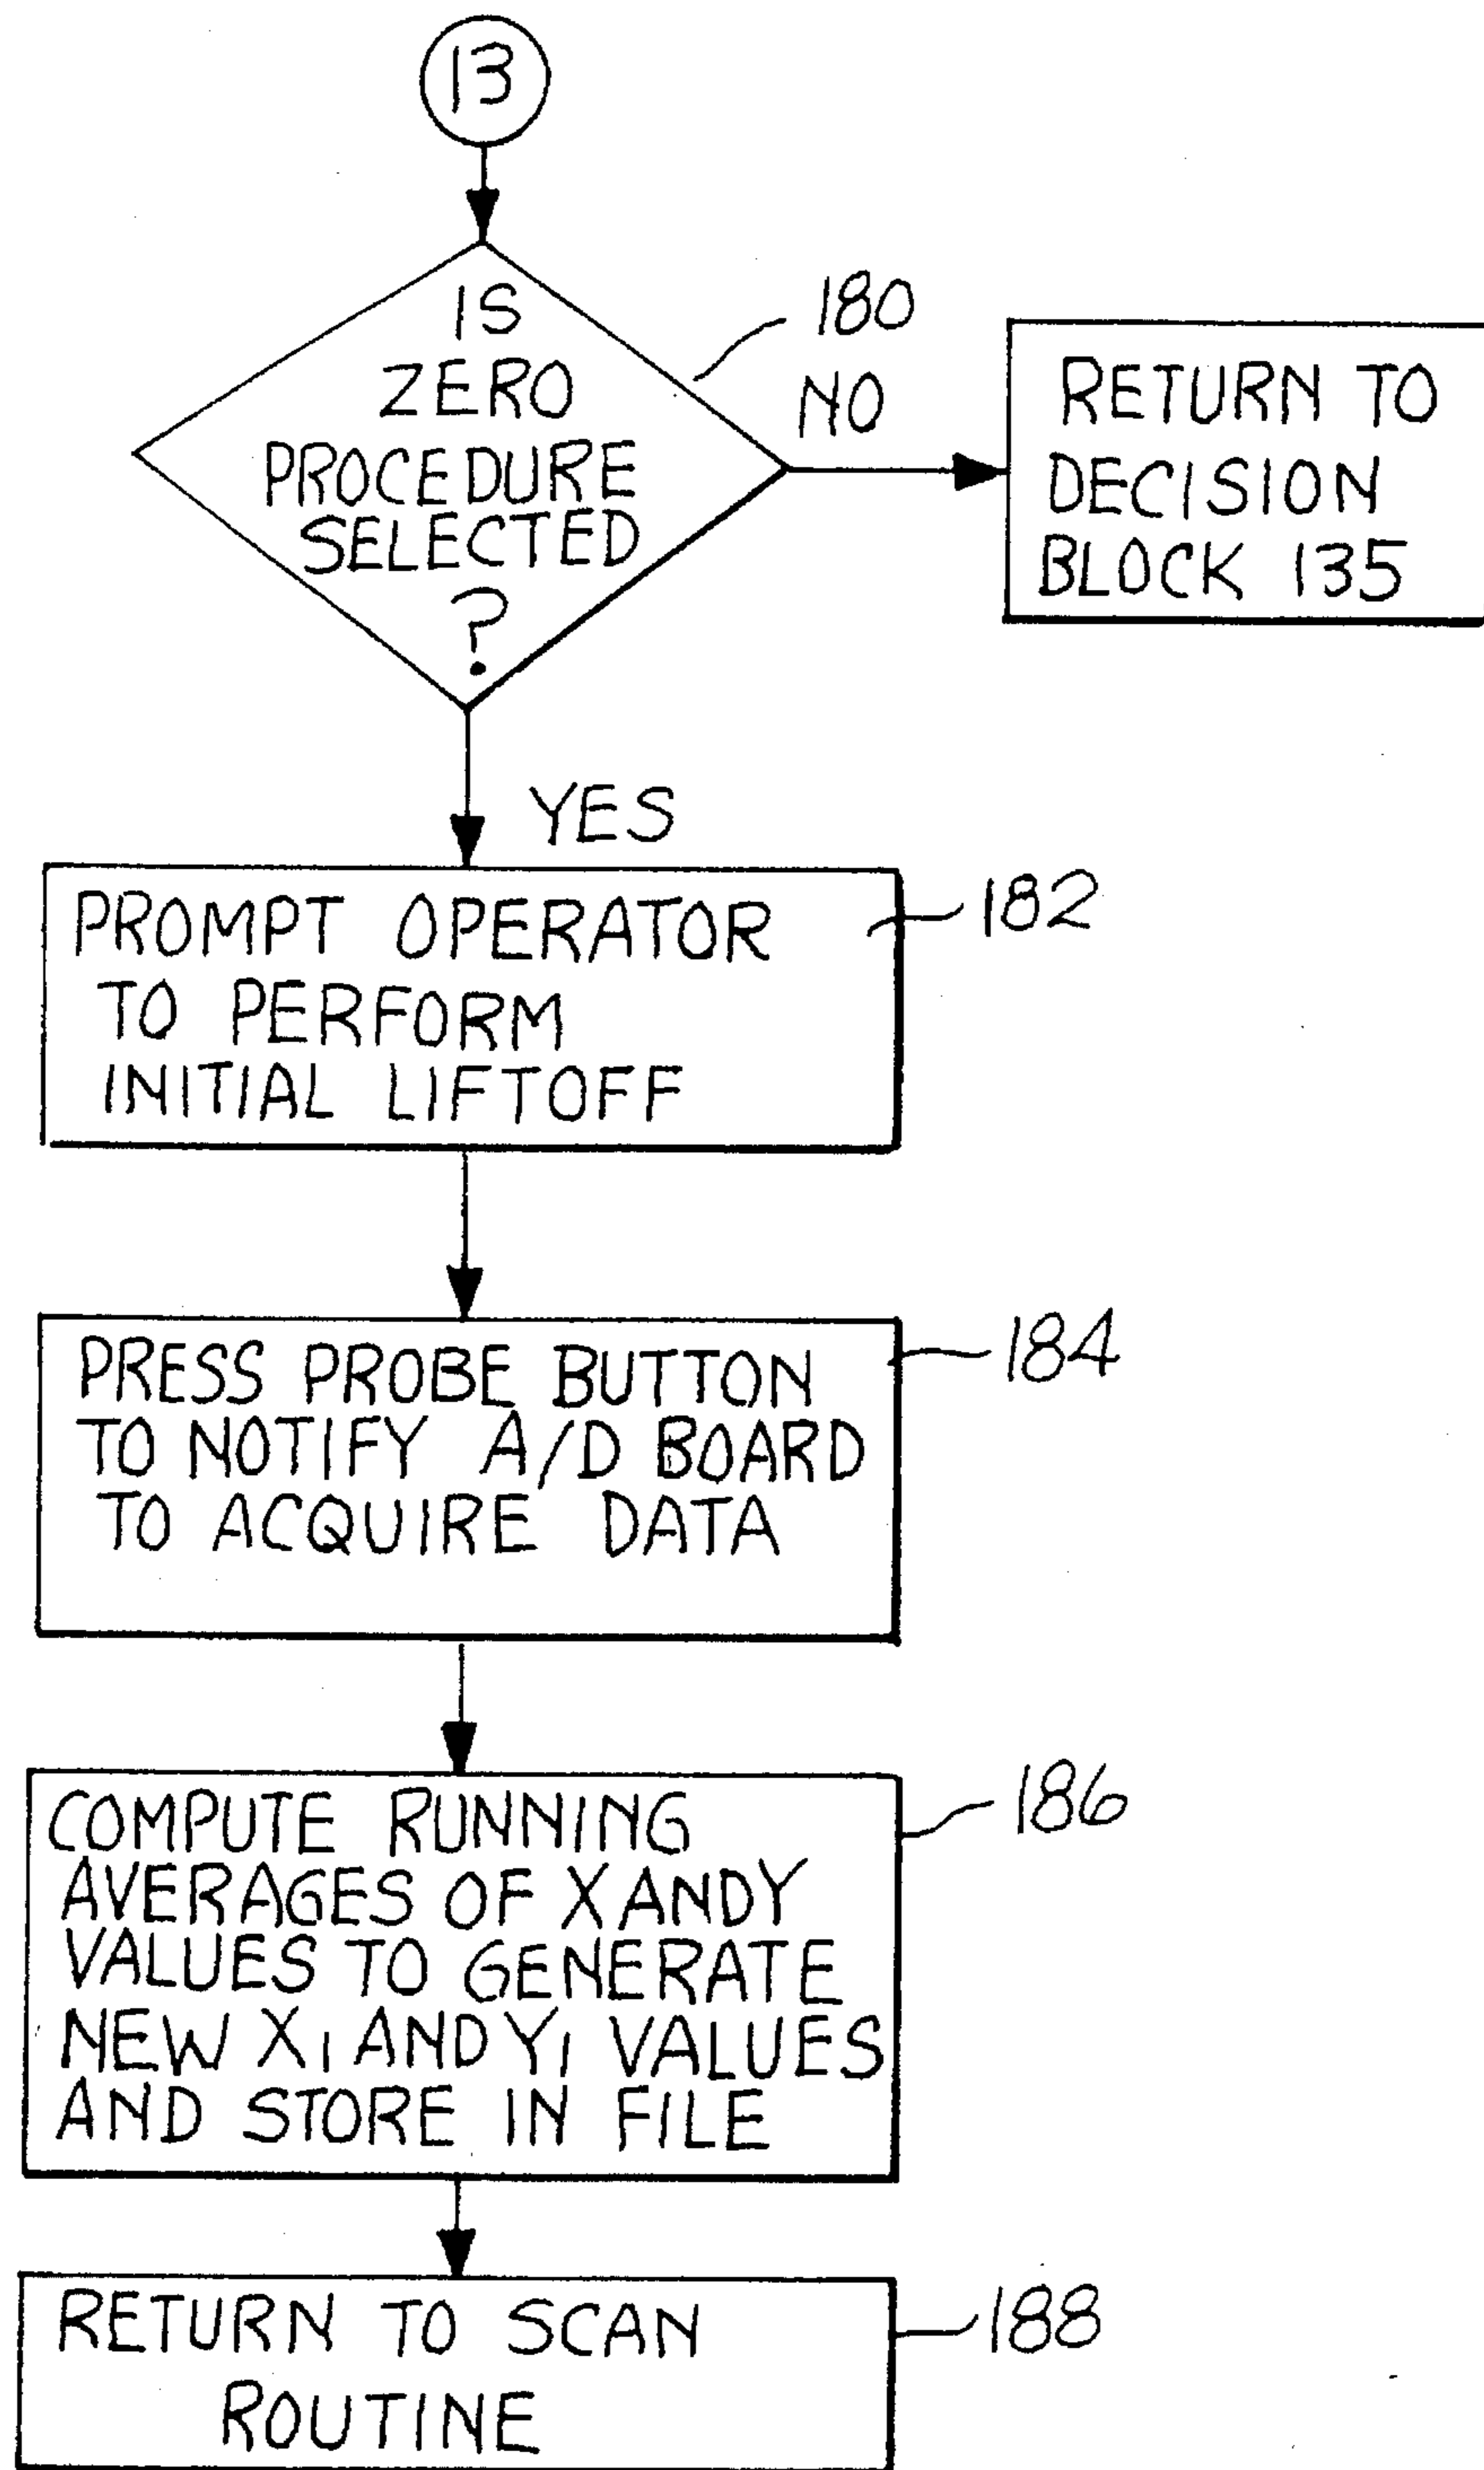 13
IS
ZERO
PROCEDURE
SELECTED
?
180
NO
RETURN TO
DECISION
BLOCK 135
YES
PROMPT OPERATOR
TO PERFORM
INITIAL LIFTOFF
182
PRESS PROBE BUTTON
TO NOTIFY A/D BOARD
TO ACQUIRE DATA
184
COMPUTE RUNNING
AVERAGES OF X AND Y
VALUES TO GENERATE
NEW X₁ AND Y₁ VALUES
AND STORE IN FILE
186
RETURN TO SCAN
ROUTINE
188